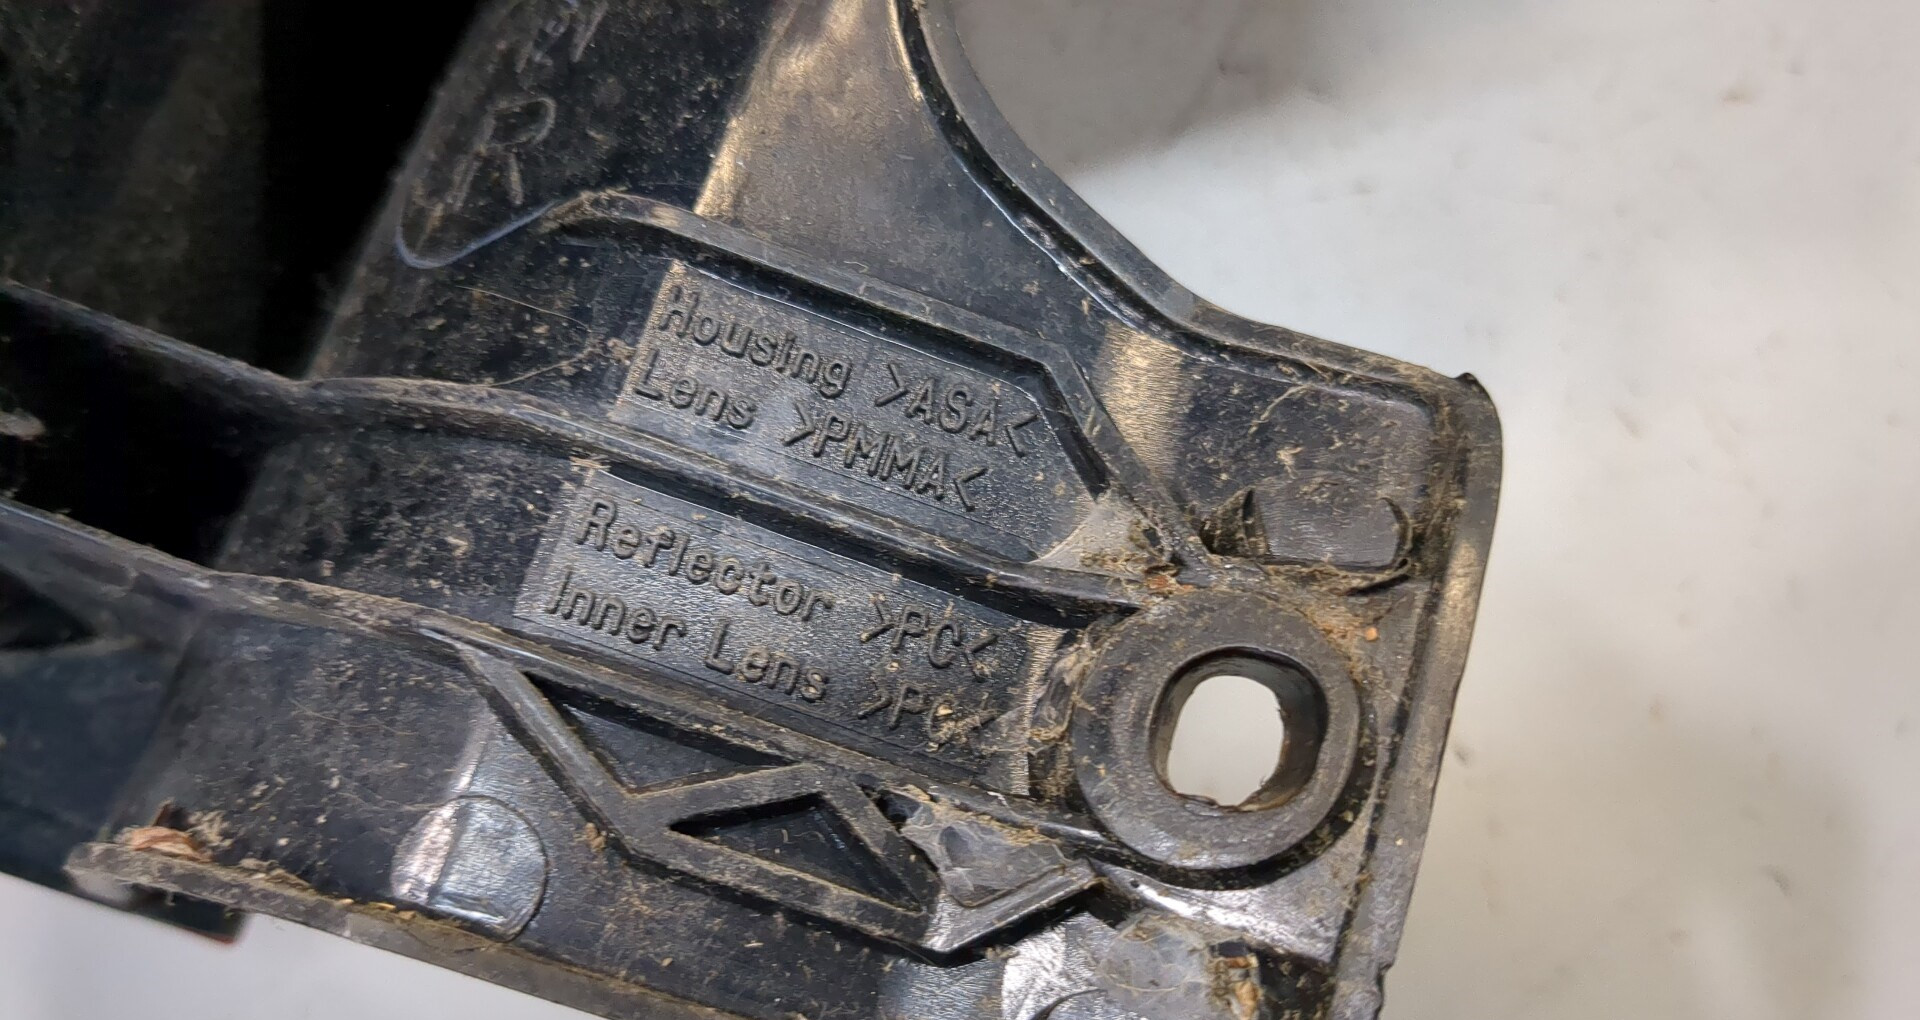 Housing >ASA<
Lens >PMMA<
Reflector >PC<
Inner Lens >PC<